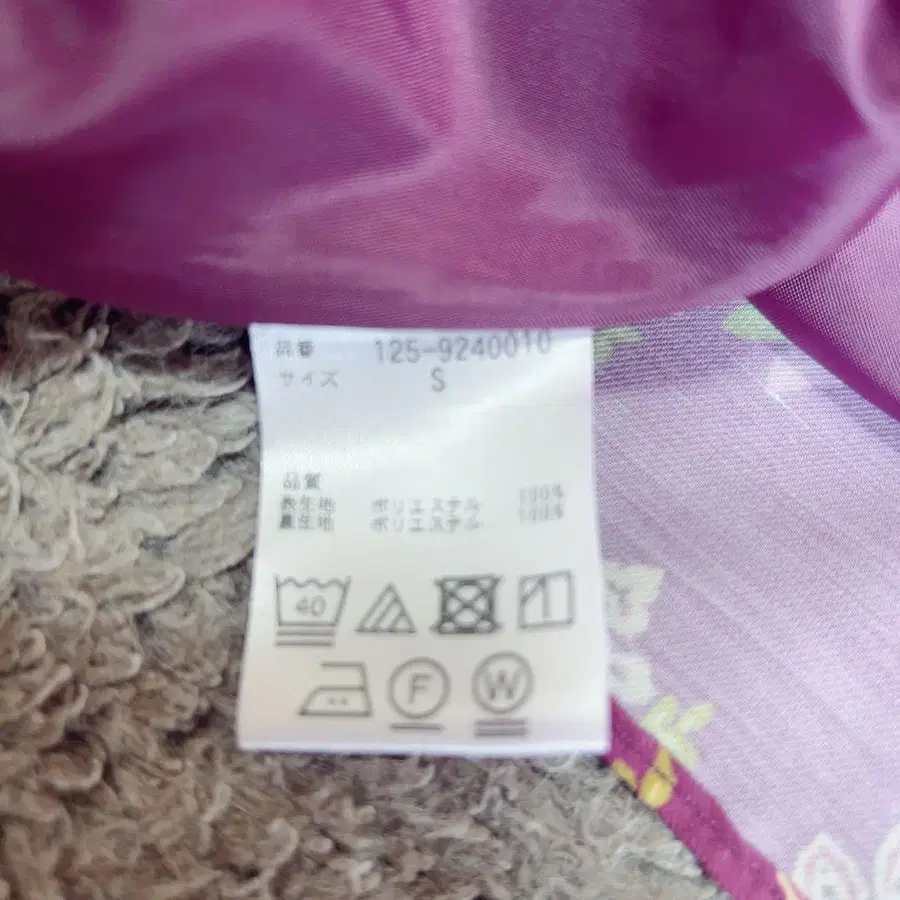 品番 125-9240010
サイズ S
品質
表生地 ポリエステル 100%
裏生地 ポリエステル 100%
40
F W